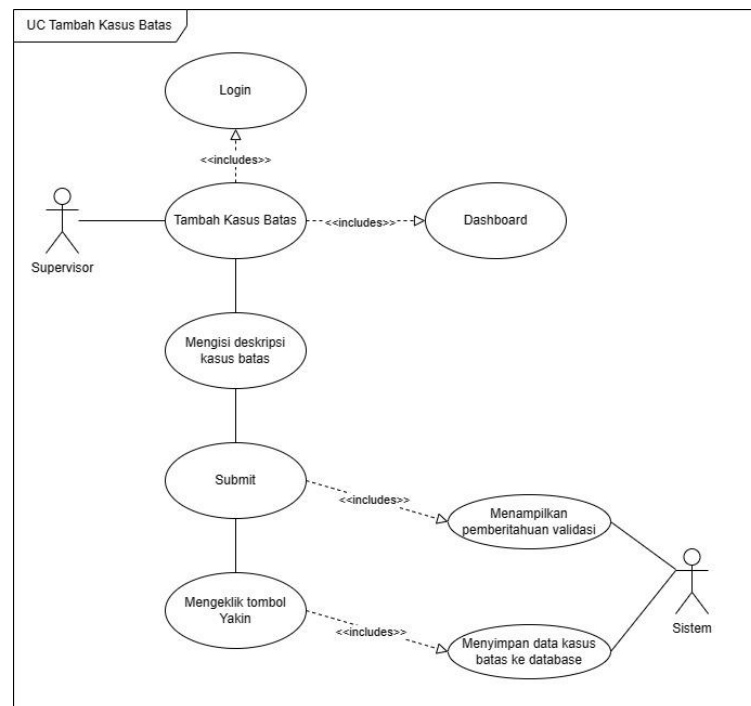 UC Tambah Kasus Batas
Login
<<includes>>
Tambah Kasus Batas
<<includes>>
Dashboard
Supervisor
Mengisi deskripsi
kasus batas
Submit
<<includes>>
Menampilkan
pemberitahuan validasi
Mengeklik tombol
Yakin
<<includes>>
Menyimpan data kasus
batas ke database
Sistem